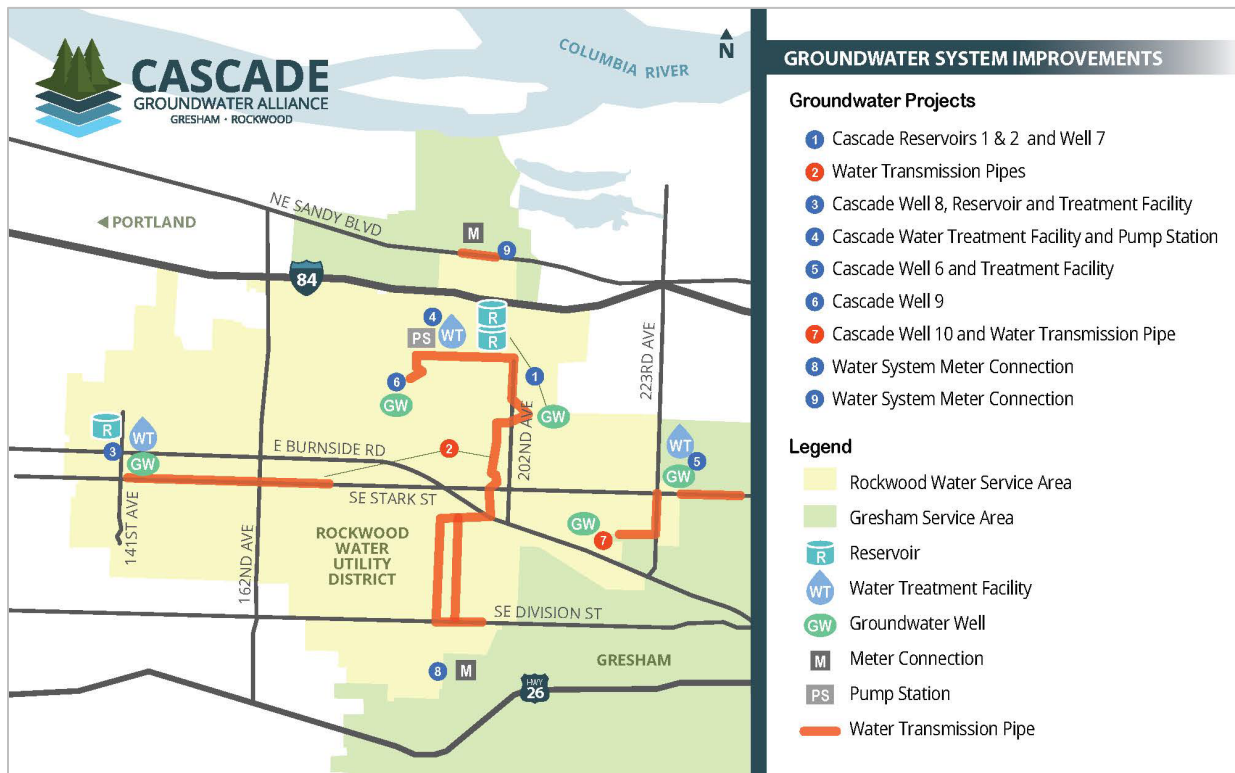 CASCADE
GROUNDWATER ALLIANCE
GRESHAM • ROCKWOOD
COLUMBIA RIVER
N
NE SANDY BLVD
PORTLAND
M
9
84
4
PS
WT
R
R
223RD AVE
6
GW
1
GW
202ND AVE
R
WT
3
GW
E BURNSIDE RD
2
WT
5
GW
SE STARK ST
141ST AVE
162ND AVE
ROCKWOOD
WATER
UTILITY
DISTRICT
GW
7
SE DIVISION ST
8
M
GRESHAM
HWY
26
GROUNDWATER SYSTEM IMPROVEMENTS
Groundwater Projects
1 Cascade Reservoirs 1 & 2 and Well 7
2 Water Transmission Pipes
3 Cascade Well 8, Reservoir and Treatment Facility
4 Cascade Water Treatment Facility and Pump Station
5 Cascade Well 6 and Treatment Facility
6 Cascade Well 9
7 Cascade Well 10 and Water Transmission Pipe
8 Water System Meter Connection
9 Water System Meter Connection
Legend
Rockwood Water Service Area
Gresham Service Area
R Reservoir
WT Water Treatment Facility
GW Groundwater Well
M Meter Connection
PS Pump Station
Water Transmission Pipe